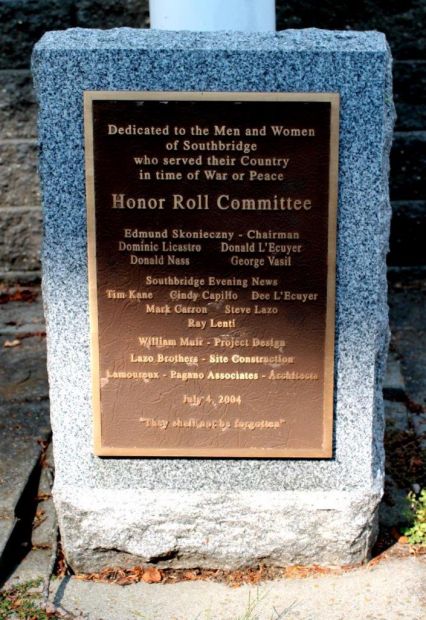 Dedicated to the Men and Women
of Southbridge
who served their Country
in time of War or Peace
Honor Roll Committee
Edmund Skonieczny - Chairman
Dominic Licastro Donald L'Ecuyer
Donald Nass George Vasil
Southbridge Evening News
Tim Kane Cindy Capillo Dee L'Ecuyer
Mark Carron Steve Lazo
Ray Lenti
William Muir - Project Design
Lazo Brothers - Site Construction
Lamoureux - Pagano Associates - Architects
July 4, 2004
"They shall not be forgotten"